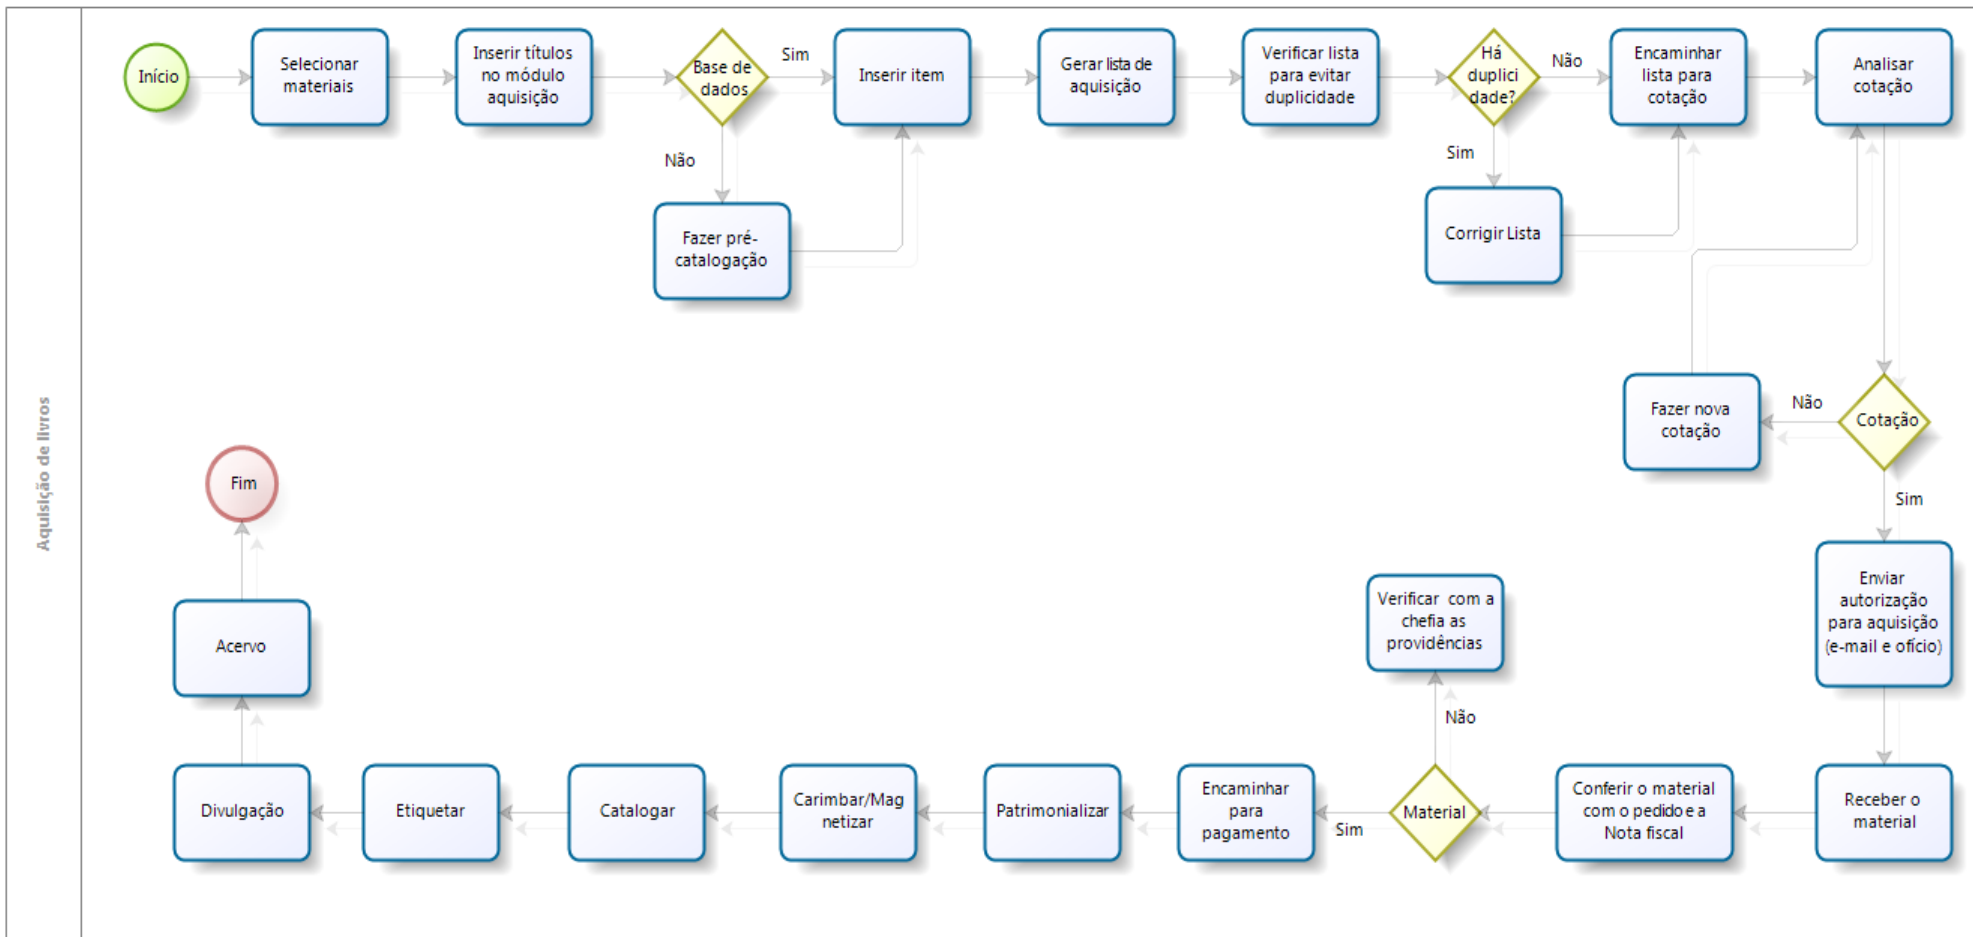 Aquisição de livros
Início
Selecionar
materiais
Inserir títulos
no módulo
aquisição
Base de
dados
Sim
Não
Fazer pré-
catalogação
Inserir item
Gerar lista de
aquisição
Verificar lista
para evitar
duplicidade
Há
duplici
dade?
Não
Sim
Corrigir Lista
Encaminhar
lista para
cotação
Analisar
cotação
Cotação
Não
Fazer nova
cotação
Sim
Enviar
autorização
para aquisição
(e-mail e ofício)
Receber o
material
Conferir o material
com o pedido e a
Nota fiscal
Material
Não
Verificar com a
chefia as
providências
Sim
Encaminhar
para
pagamento
Patrimonializar
Carimbar/Mag
netizar
Catalogar
Etiquetar
Divulgação
Acervo
Fim